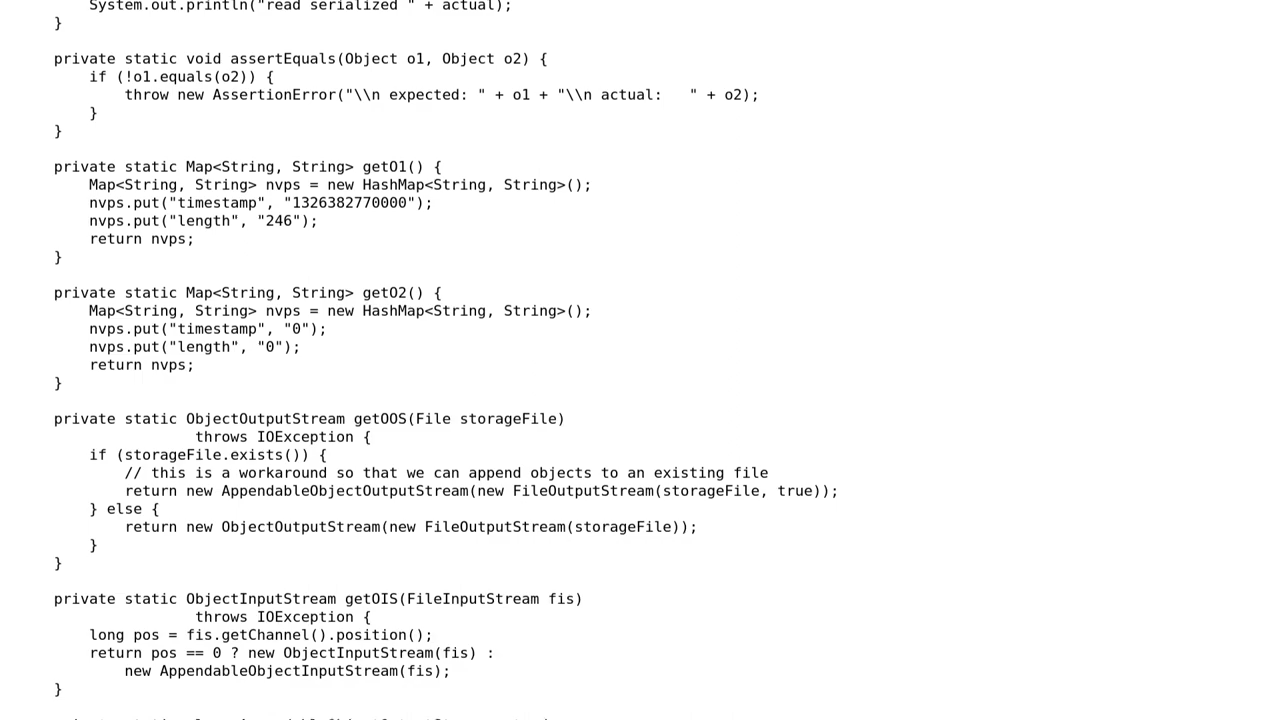 System.out.println("read serialized " + actual);
}
private static void assertEquals(Object o1, Object o2) {
if (!o1.equals(o2)) {
throw new AssertionError("\\n expected: " + o1 + "\\n actual:   " + o2);
}
}
private static Map<String, String> getO1() {
Map<String, String> nvps = new HashMap<String, String>();
nvps.put("timestamp", "1326382770000");
nvps.put("length", "246");
return nvps;
}
private static Map<String, String> getO2() {
Map<String, String> nvps = new HashMap<String, String>();
nvps.put("timestamp", "0");
nvps.put("length", "0");
return nvps;
}
private static ObjectOutputStream getOOS(File storageFile)
throws IOException {
if (storageFile.exists()) {
// this is a workaround so that we can append objects to an existing file
return new AppendableObjectOutputStream(new FileOutputStream(storageFile, true));
} else {
return new ObjectOutputStream(new FileOutputStream(storageFile));
}
}
private static ObjectInputStream getOIS(FileInputStream fis)
throws IOException {
long pos = fis.getChannel().position();
return pos == 0 ? new ObjectInputStream(fis) :
new AppendableObjectInputStream(fis);
}